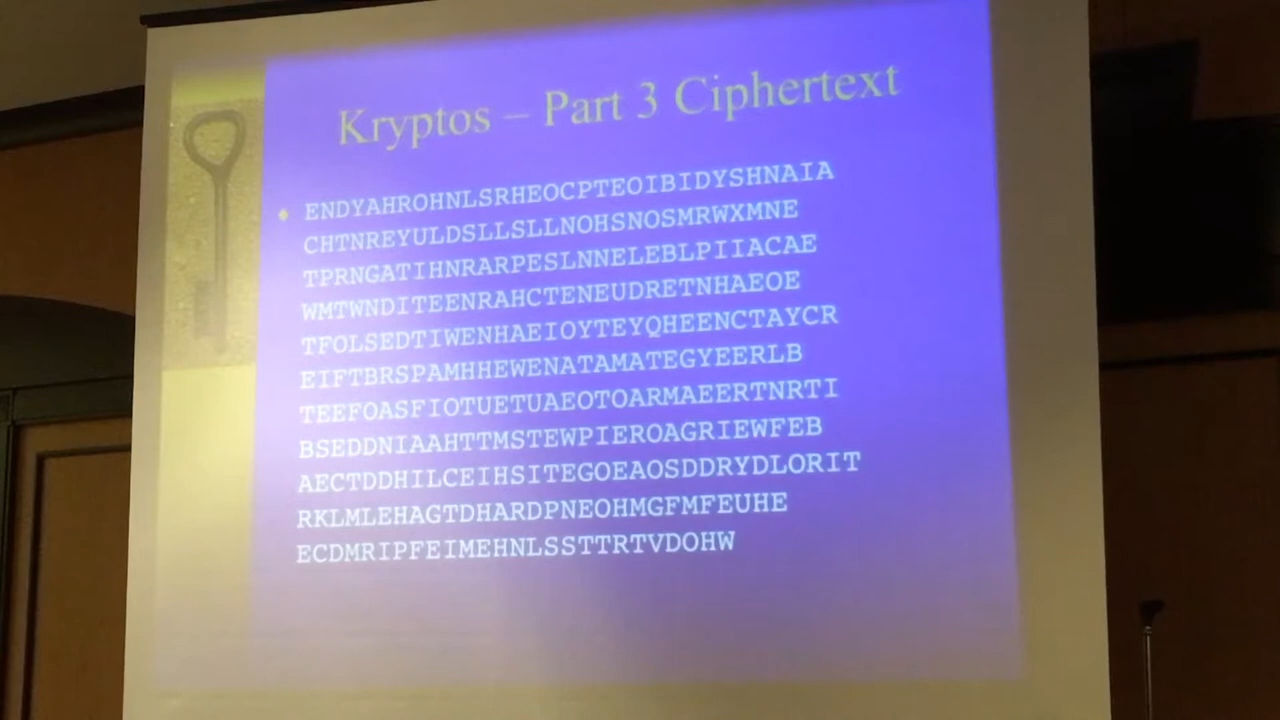 Kryptos – Part 3 Ciphertext
ENDYAHROHNLSRHEOCPTEOIBIDYSHNAIA
CHTNREYULDSLLSLLNOHSNOSMRWXMNE
TPRNGATIHNRARPESLNNELEBLPIIACAE
WMTWNDITEENRAHCTENEUDRETNHAEOE
TFOLSEDTIWENHAEIOYTEYQHEENCTAYCR
EIFTBRSPAMHHEWENATAMATEGYEERLB
TEEFOASFIOTUETUAEOTOARMAEERTNRTI
BSEDDNIAAHTTMSTEWPIEROAGRIEWFEB
AECTDDHILCEIHSITEGOEAOSDDRYDLORIT
RKLMLEHAGTDHARDPNEOHMGFMFEUHE
ECDMRIPFEIMEHNLSSTTRTVDOHW